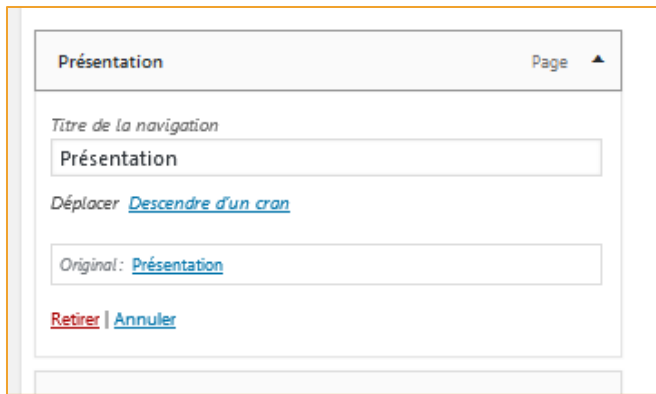 Présentation Page
Titre de la navigation
Présentation
Déplacer Descendre d'un cran
Original : Présentation
Retirer | Annuler